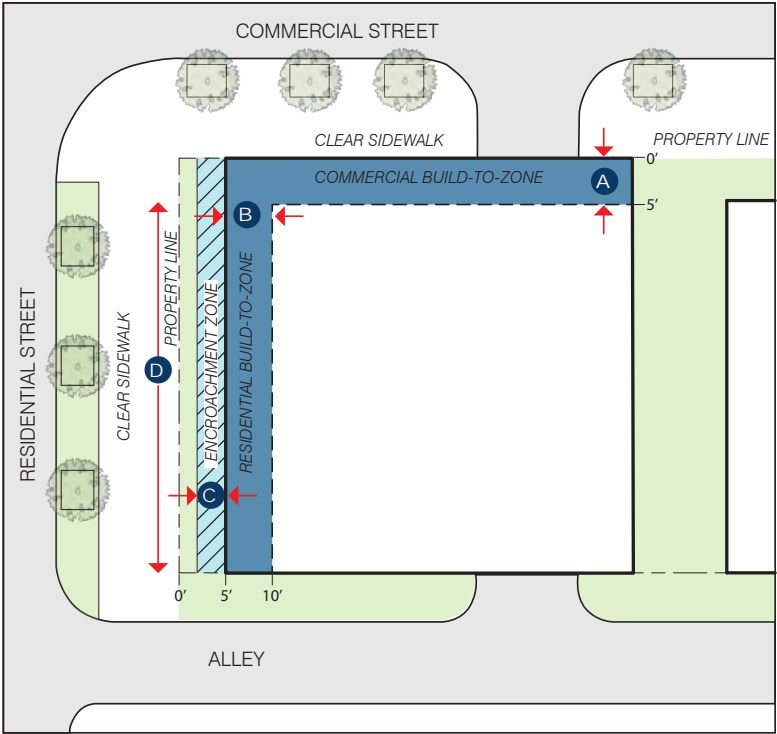 COMMERCIAL STREET
CLEAR SIDEWALK
PROPERTY LINE
0'
COMMERCIAL BUILD-TO-ZONE
A
5'
B
RESIDENTIAL STREET
CLEAR SIDEWALK
D
PROPERTY LINE
ENCROACHMENT ZONE
RESIDENTIAL BUILD-TO-ZONE
C
0'
5'
10'
ALLEY